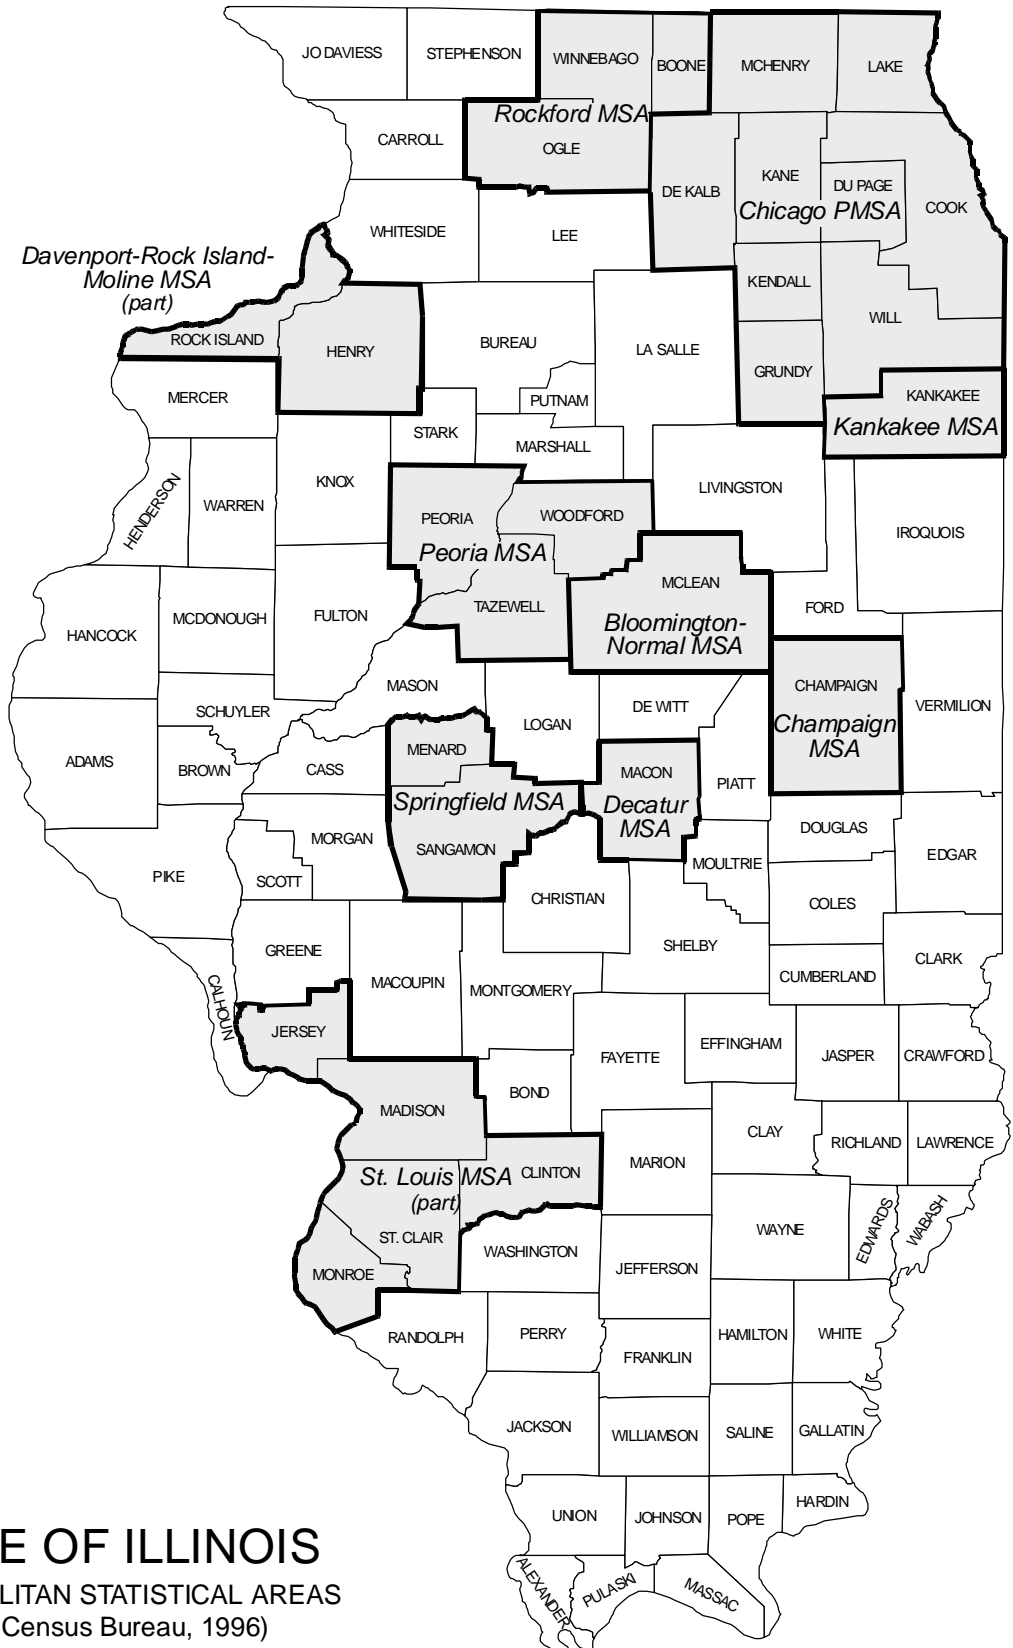 JO DAVIESS
STEPHENSON
WINNEBAGO
BOONE
MCHENRY
LAKE
Rockford MSA
CARROLL
OGLE
DE KALB
KANE
DU PAGE
COOK
Chicago PMSA
WHITESIDE
LEE
Davenport-Rock Island-
Moline MSA
(part)
KENDALL
WILL
ROCK ISLAND
HENRY
BUREAU
LA SALLE
GRUNDY
KANKAKEE
Kankakee MSA
MERCER
PUTNAM
STARK
MARSHALL
KNOX
LIVINGSTON
HENDERSON
WARREN
PEORIA
WOODFORD
IROQUOIS
Peoria MSA
MCLEAN
TAZEWELL
FORD
Bloomington-
Normal MSA
HANCOCK
MCDONOUGH
FULTON
MASON
CHAMPAIGN
Champaign
MSA
SCHUYLER
LOGAN
DE WITT
VERMILION
ADAMS
BROWN
CASS
MENARD
MACON
PIATT
Springfield MSA
Decatur
MSA
MORGAN
SANGAMON
DOUGLAS
EDGAR
PIKE
SCOTT
CHRISTIAN
MOULTRIE
COLES
GREENE
MACOUPIN
SHELBY
CUMBERLAND
CLARK
CALHOUN
MONTGOMERY
JERSEY
FAYETTE
EFFINGHAM
JASPER
CRAWFORD
MADISON
BOND
CLAY
RICHLAND
LAWRENCE
MARION
St. Louis MSA
(part)
CLINTON
ST. CLAIR
WASHINGTON
WAYNE
EDWARDS
WABASH
MONROE
JEFFERSON
RANDOLPH
PERRY
FRANKLIN
HAMILTON
WHITE
JACKSON
WILLIAMSON
SALINE
GALLATIN
UNION
JOHNSON
POPE
HARDIN
ALEXANDER
PULASKI
MASSAC
E OF ILLINOIS
LITAN STATISTICAL AREAS
Census Bureau, 1996)